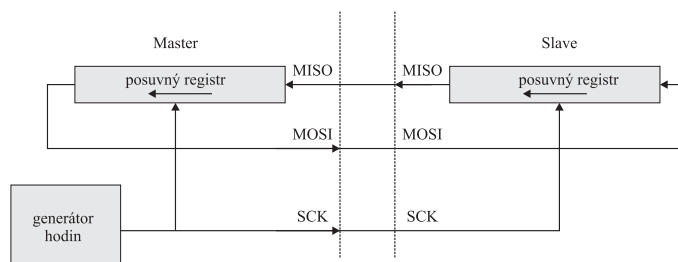 Master
Slave
MISO
MISO
posuvný registr
posuvný registr
MOSI
MOSI
generátor
hodin
SCK
SCK